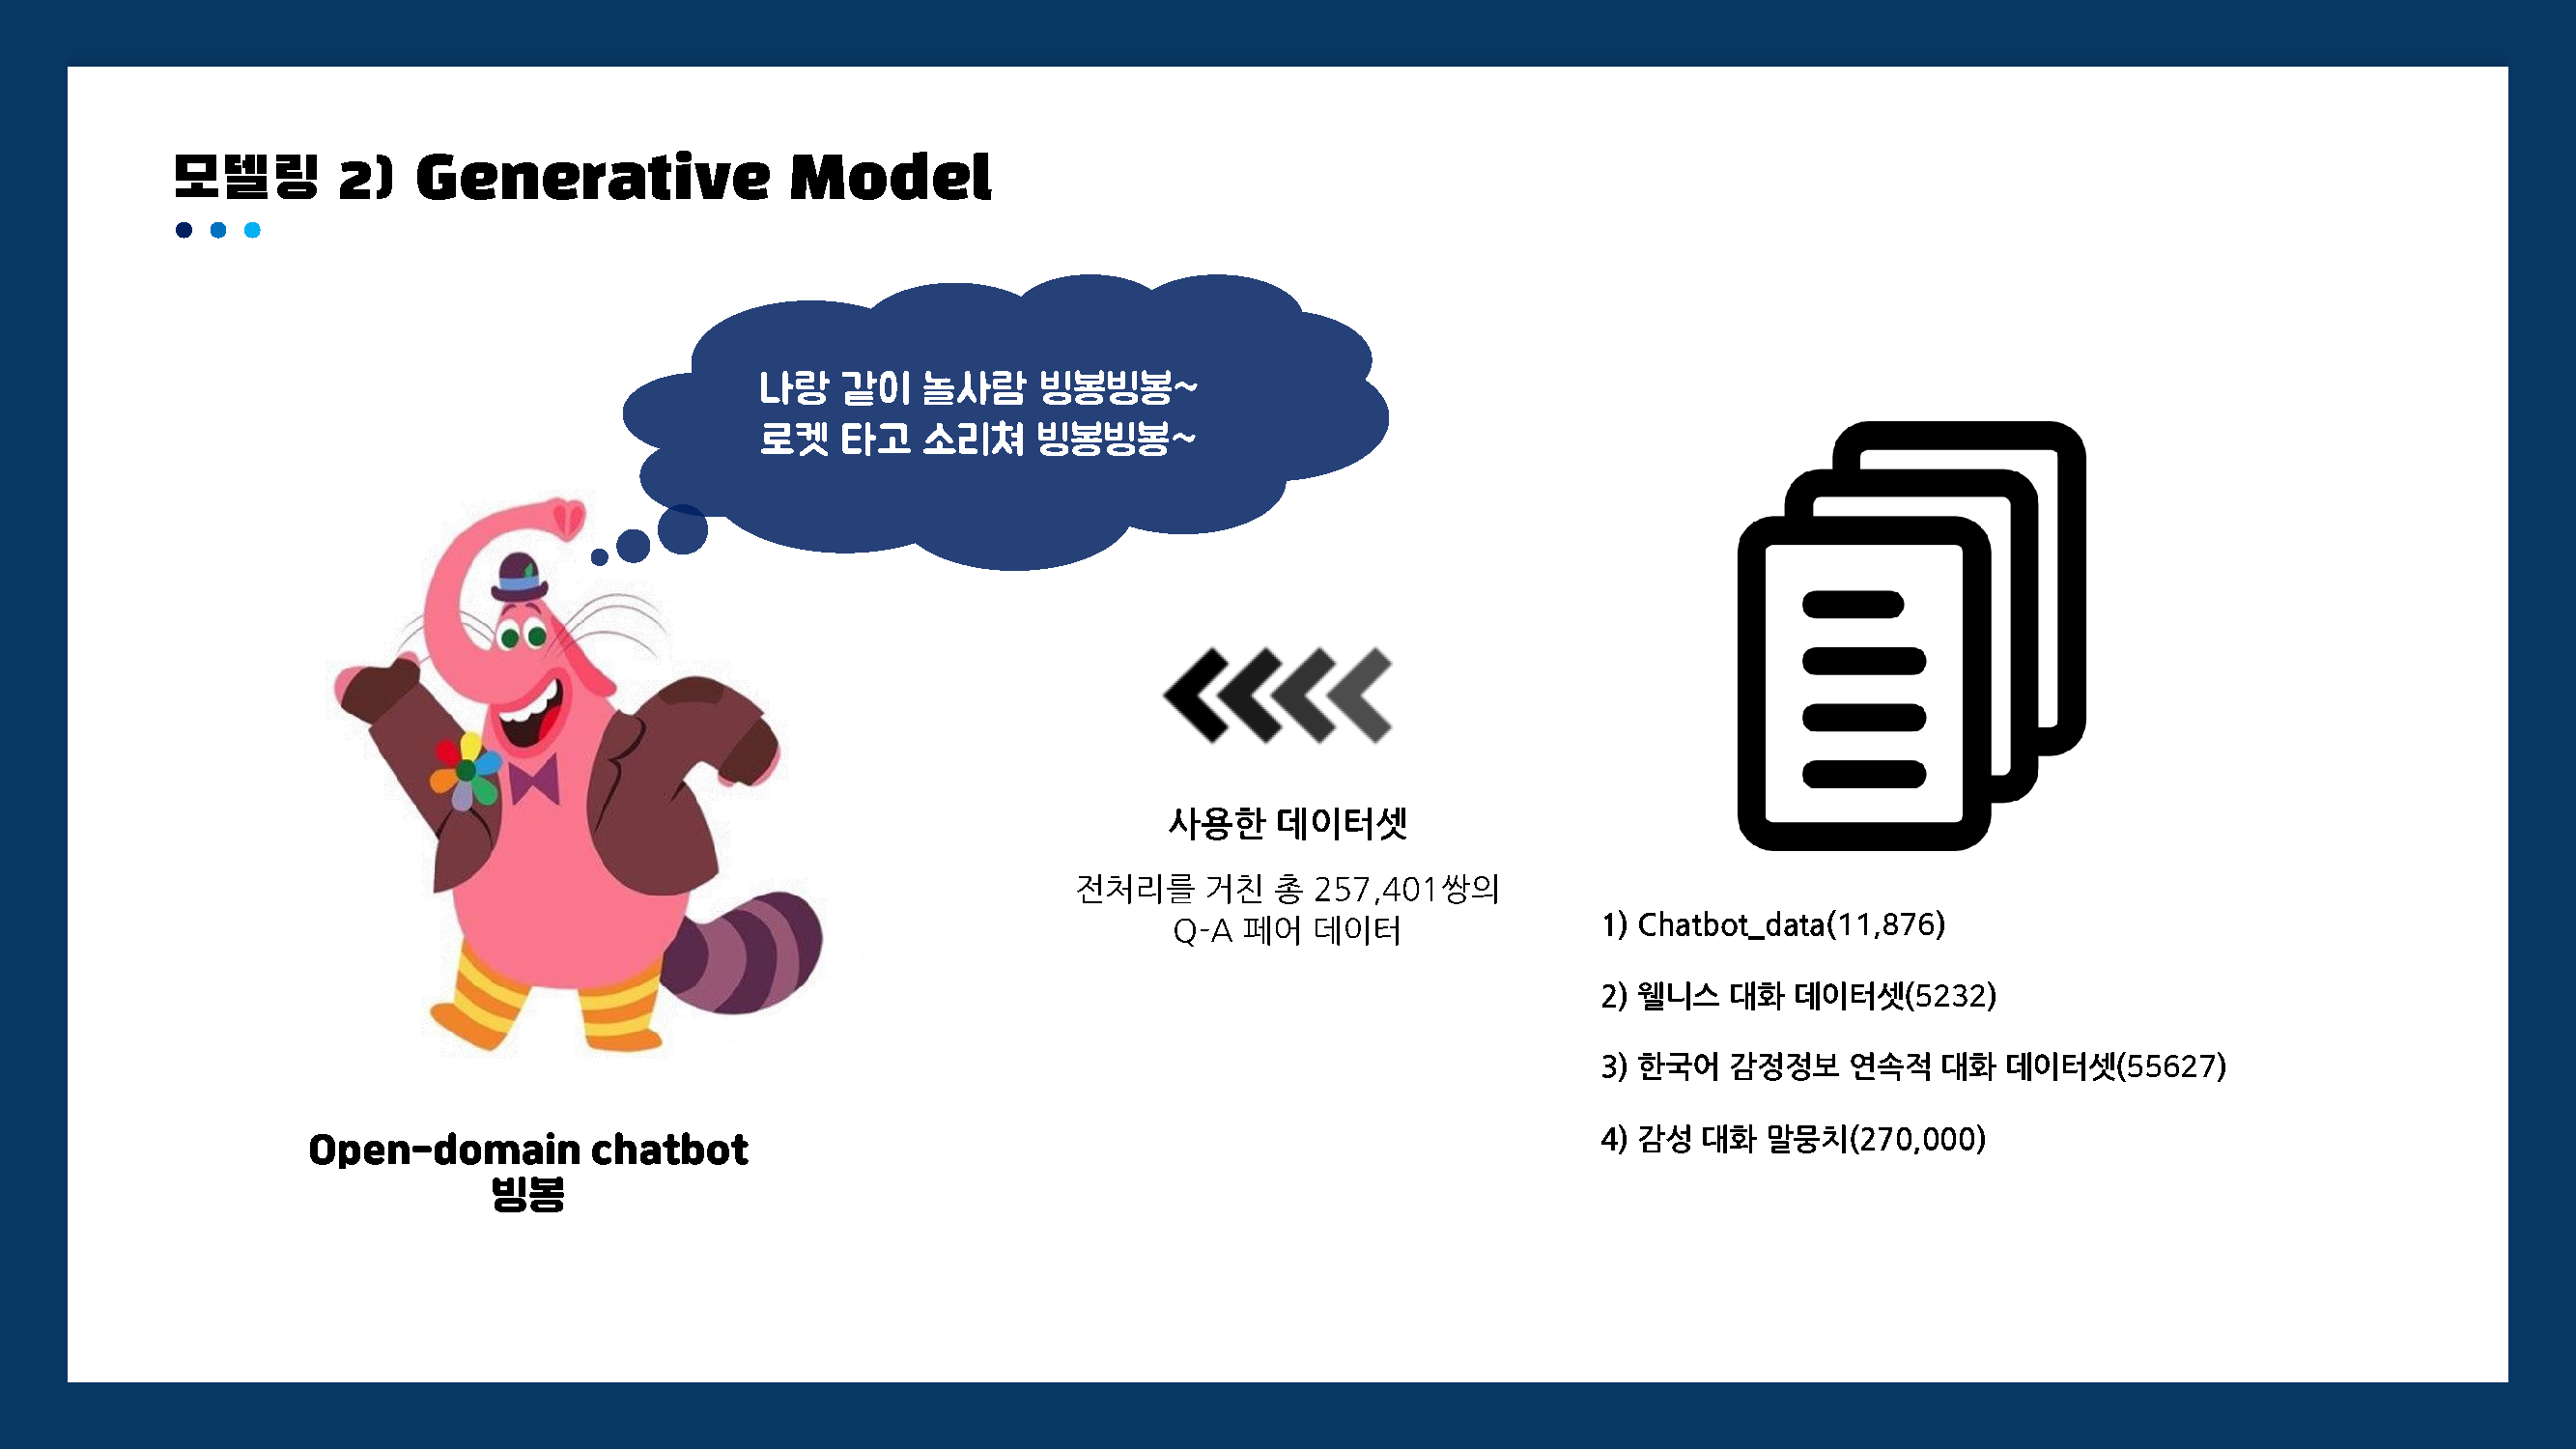 모델링 2) Generative Model
나랑 같이 놀사람 빙봉빙봉~
로켓 타고 소리쳐 빙봉빙봉~
사용한 데이터셋
전처리를 거친 총 257,401쌍의
Q-A 페어 데이터
1) Chatbot_data(11,876)
2) 웰니스 대화 데이터셋(5232)
3) 한국어 감정정보 연속적 대화 데이터셋(55627)
4) 감성 대화 말뭉치(270,000)
Open-domain chatbot
빙봉